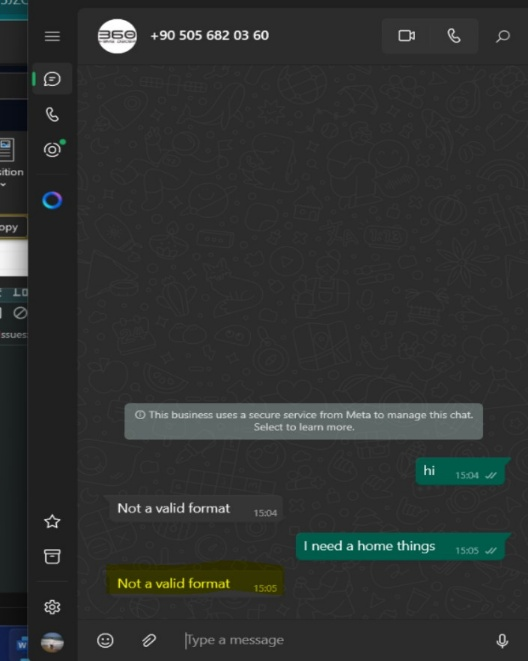 +90 505 682 03 60
360
sition
opy
ssues:
This business uses a secure service from Meta to manage this chat.
Select to learn more.
hi 15:04
Not a valid format 15:04
I need a home things 15:05
Not a valid format 15:05
Type a message
W